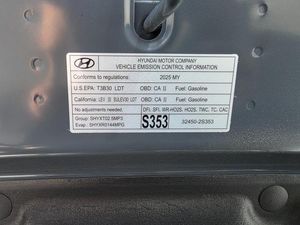 HYUNDAI MOTOR COMPANY
VEHICLE EMISSION CONTROL INFORMATION
Conforms to regulations: 2025 MY
U.S.EPA: T3B30 LDT OBD: CA II Fuel: Gasoline
California: LEV III SULEV30 LDT OBD: CA II Fuel: Gasoline
No adjustments needed. DFI, SFI, WR-HO2S, HO2S, TWC, TC, CAC
Group: SHYXT02.5MP3 S353 32450-2S353
Evap: SHYXR0144MPG